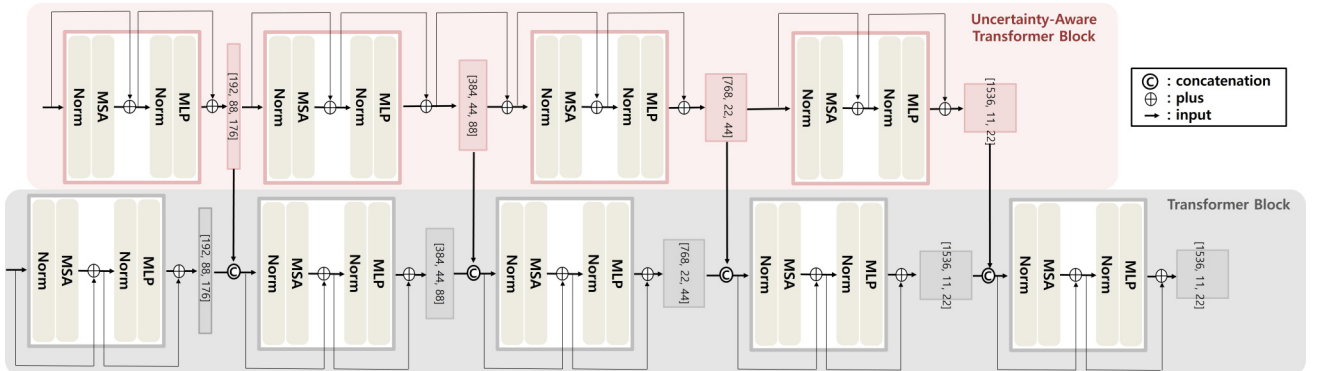 Uncertainty-Aware
Transformer Block
Norm
MSA
Norm
MLP
[192,
88,
176]
Norm
MSA
Norm
MLP
[384,
44,
88]
Norm
MSA
Norm
MLP
[768,
22,
44]
Norm
MSA
Norm
MLP
[1536,
11,
22]
C : concatenation
⊕ : plus
→ : input
Transformer Block
Norm
MSA
Norm
MLP
[192,
88,
176]
C
Norm
MSA
Norm
MLP
[384,
44,
88]
C
Norm
MSA
Norm
MLP
[768,
22,
44]
C
Norm
MSA
Norm
MLP
[1536,
11,
22]
C
Norm
MSA
Norm
MLP
[1536,
11,
22]